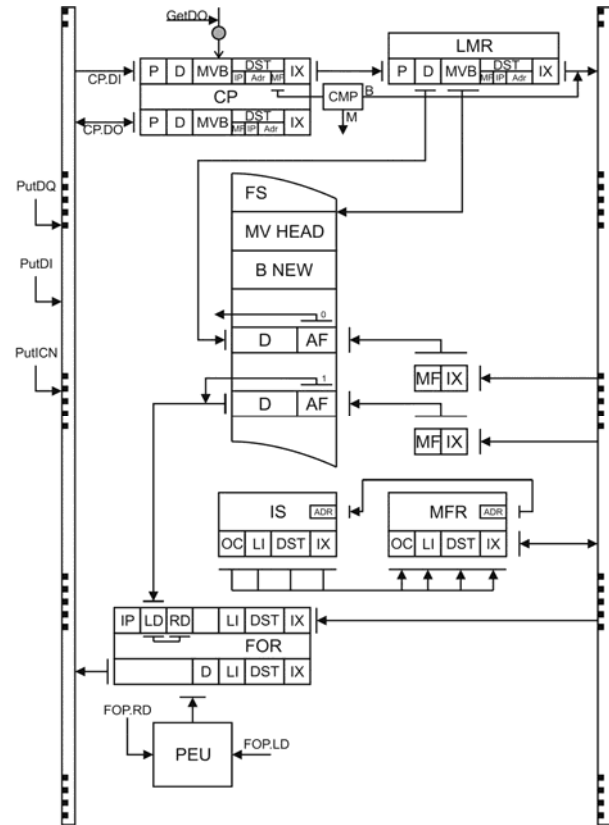 GetDO
LMR
P D MVB DST IX
IP Adr MF
P D MVB DST IX
MF IP Adr
CP.DI
CP
CMP
B
M
CP.DO
P D MVB DST IX
MF IP Adr
PutDQ
FS
MV HEAD
PutDI
B NEW
0
D AF
PutICN
MF IX
1
D AF
MF IX
IS
ADR
MFR
ADR
OC LI DST IX
OC LI DST IX
IP LD RD LI DST IX
FOR
D LI DST IX
FOP.RD
FOP.LD
PEU